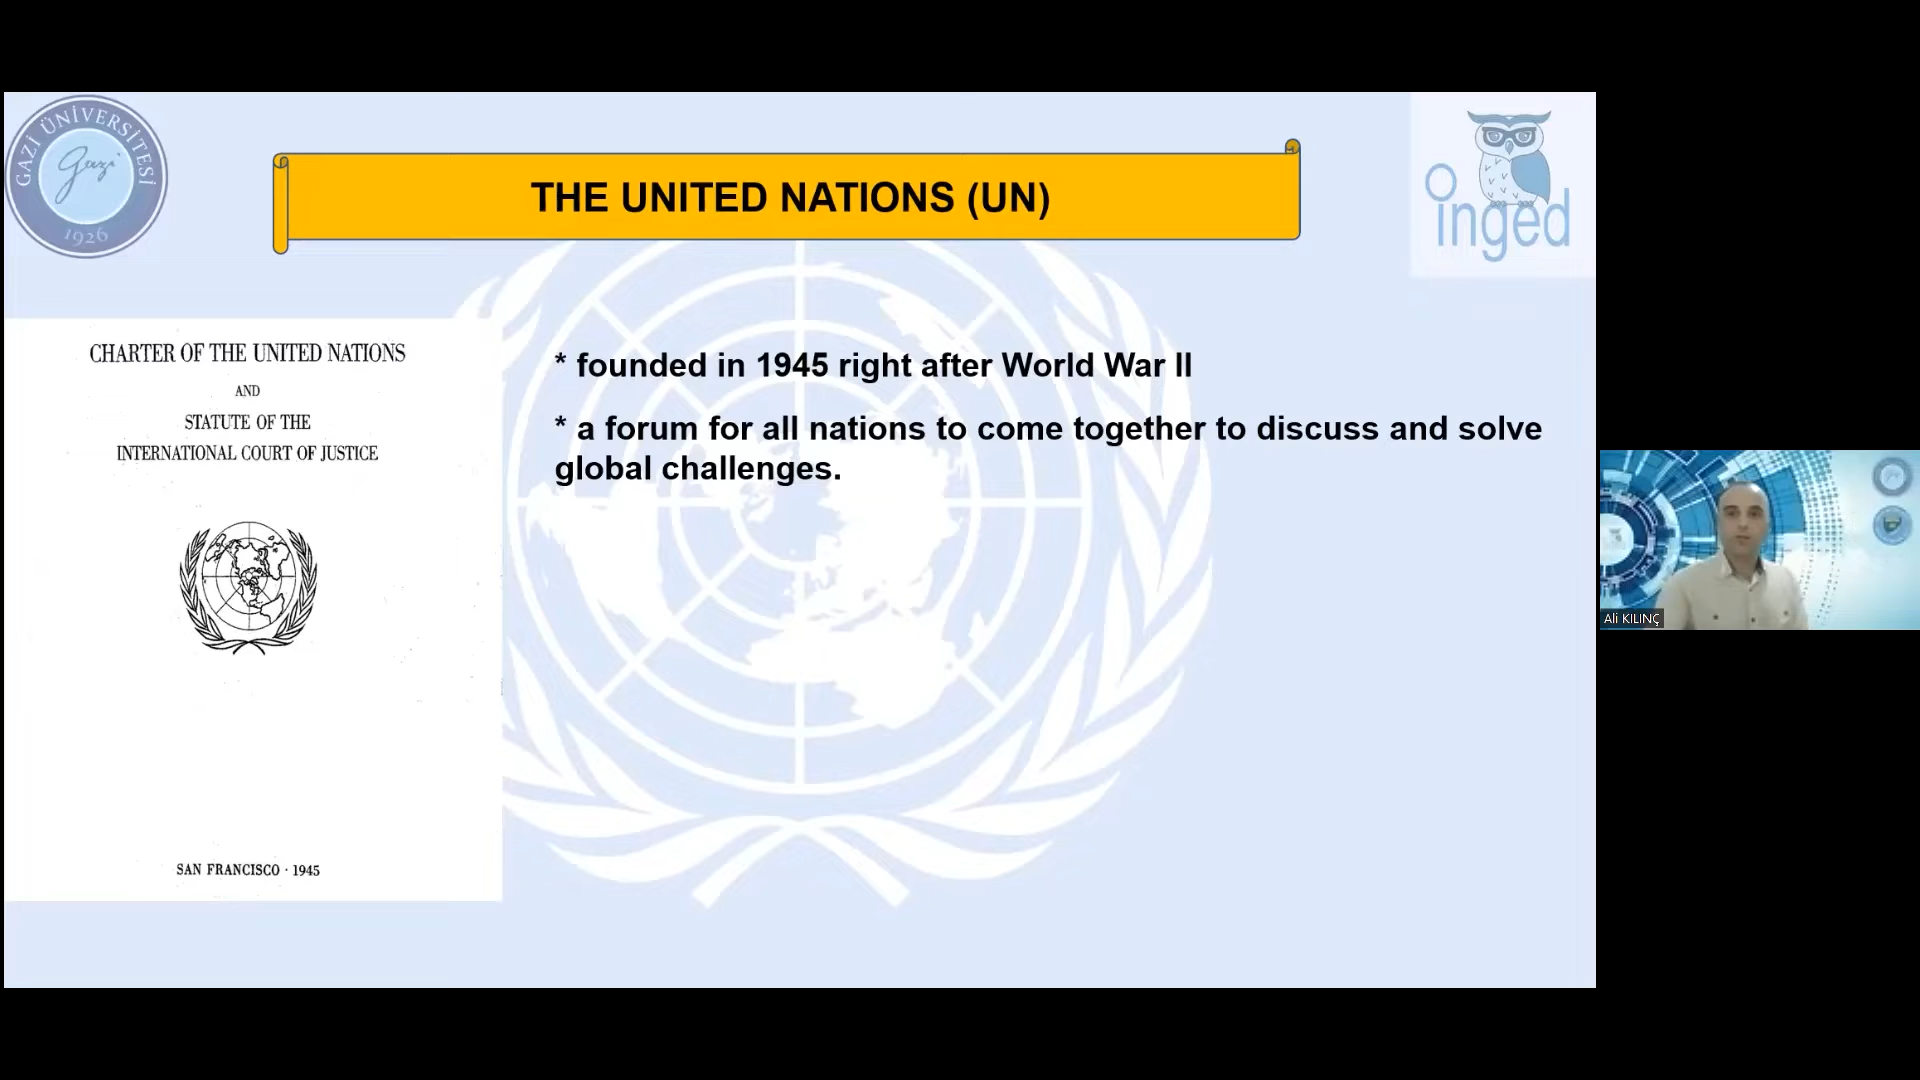 GAZİ ÜNİVERSİTESİ
Gazi
1926
THE UNITED NATIONS (UN)
inged
CHARTER OF THE UNITED NATIONS
AND
STATUTE OF THE
INTERNATIONAL COURT OF JUSTICE
SAN FRANCISCO · 1945
* founded in 1945 right after World War II
* a forum for all nations to come together to discuss and solve
global challenges.
Ali KILINÇ